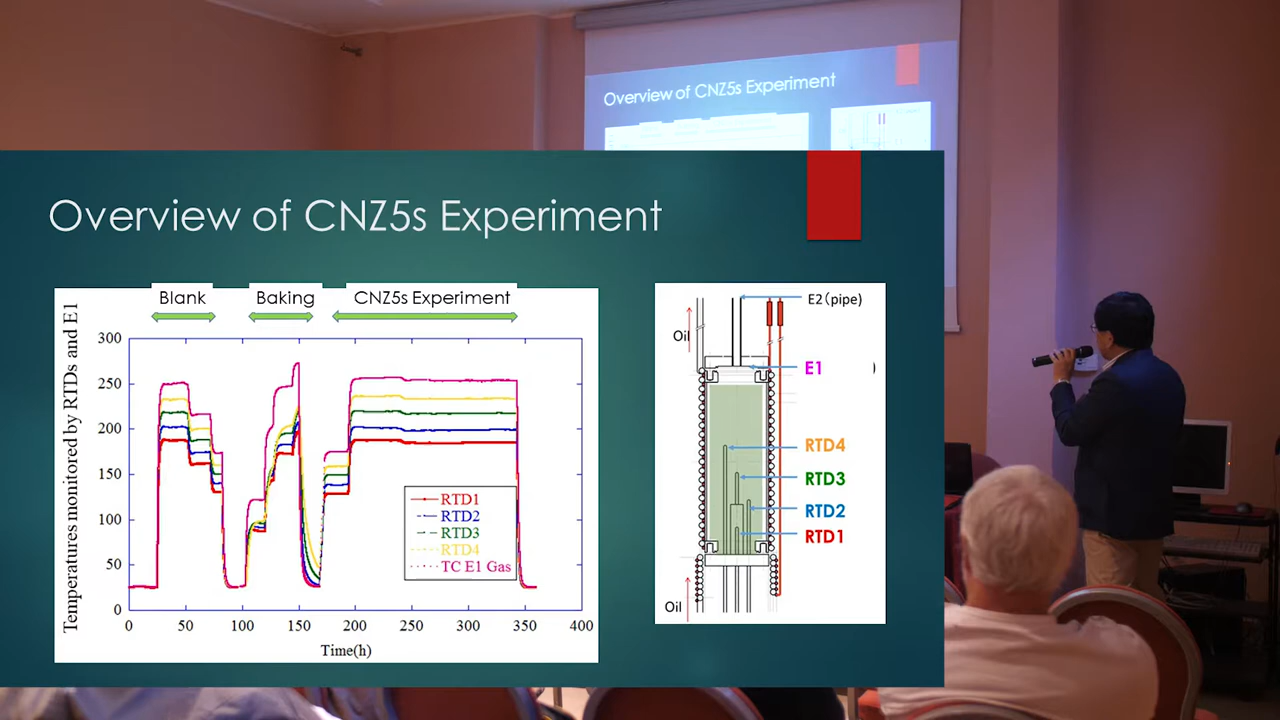 Overview of CNZ5s Experiment
Overview of CNZ5s Experiment
Blank
Baking
CNZ5s Experiment
Temperatures monitored by RTDs and E1
300
250
200
150
100
50
0
0
50
100
150
200
250
300
350
400
Time(h)
RTD1
RTD2
RTD3
RTD4
TC E1 Gas
E2(pipe)
Oil
E1
)
RTD4
RTD3
RTD2
RTD1
Oil